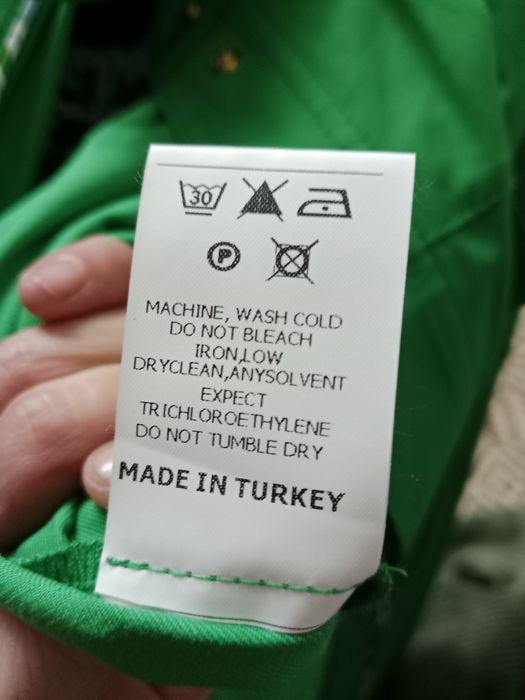 30
P
MACHINE, WASH COLD
DO NOT BLEACH
IRON,LOW
DRYCLEAN,ANYSOLVENT
EXPECT
TRICHLOROETHYLENE
DO NOT TUMBLE DRY
MADE IN TURKEY